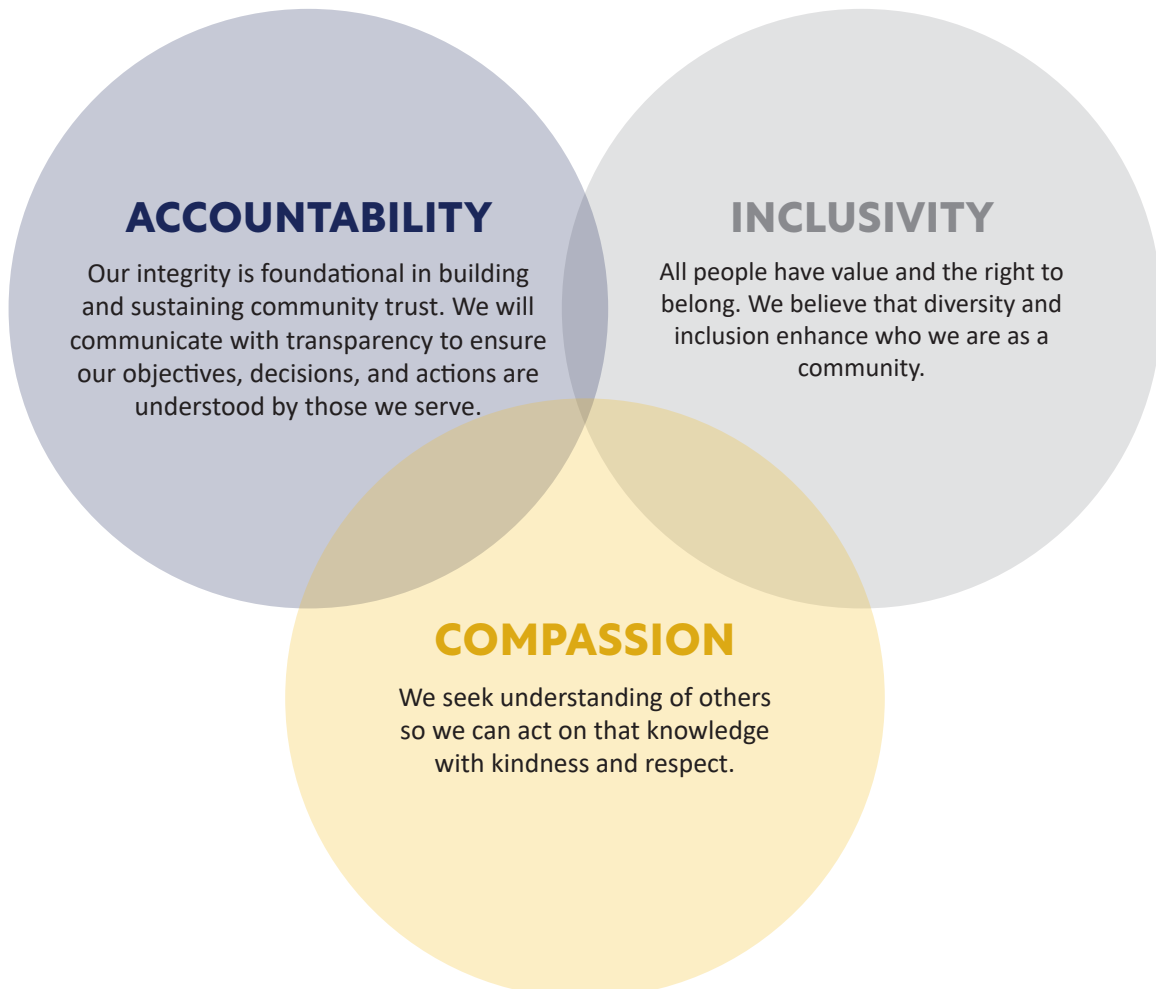 ACCOUNTABILITY
Our integrity is foundational in building
and sustaining community trust. We will
communicate with transparency to ensure
our objectives, decisions, and actions are
understood by those we serve.
INCLUSIVITY
All people have value and the right to
belong. We believe that diversity and
inclusion enhance who we are as a
community.
COMPASSION
We seek understanding of others
so we can act on that knowledge
with kindness and respect.